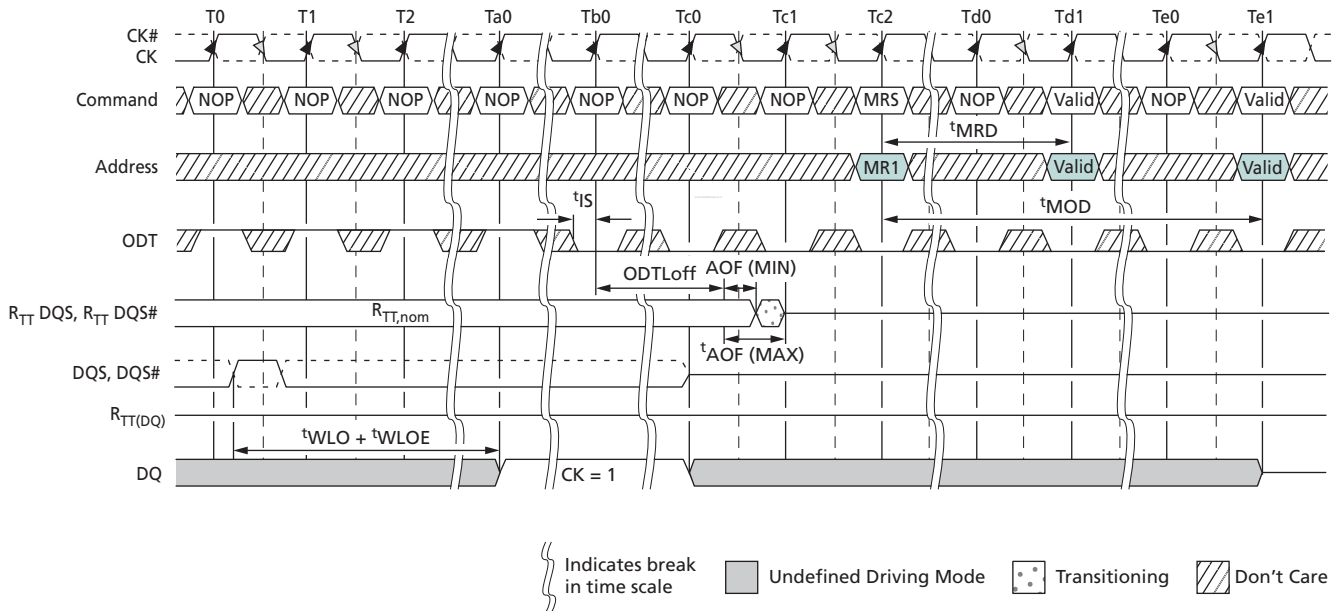 T0 T1 T2 Ta0 Tb0 Tc0 Tc1 Tc2 Td0 Td1 Te0 Te1
CK#
CK
Command NOP NOP NOP NOP NOP NOP NOP MRS NOP Valid NOP Valid
tMRD
Address MR1 Valid Valid
tIS tMOD
ODT
ODTLoff AOF (MIN)
RTT DQS, RTT DQS# RTT,nom
tAOF (MAX)
DQS, DQS#
RTT(DQ)
tWLO + tWLOE
DQ CK = 1
Indicates break
in time scale
Undefined Driving Mode Transitioning Don't Care